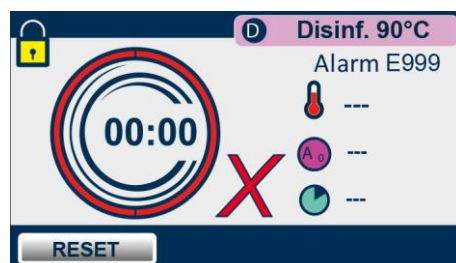 D Disinf. 90°C
Alarm E999
---
00:00
A0 ---
---
RESET